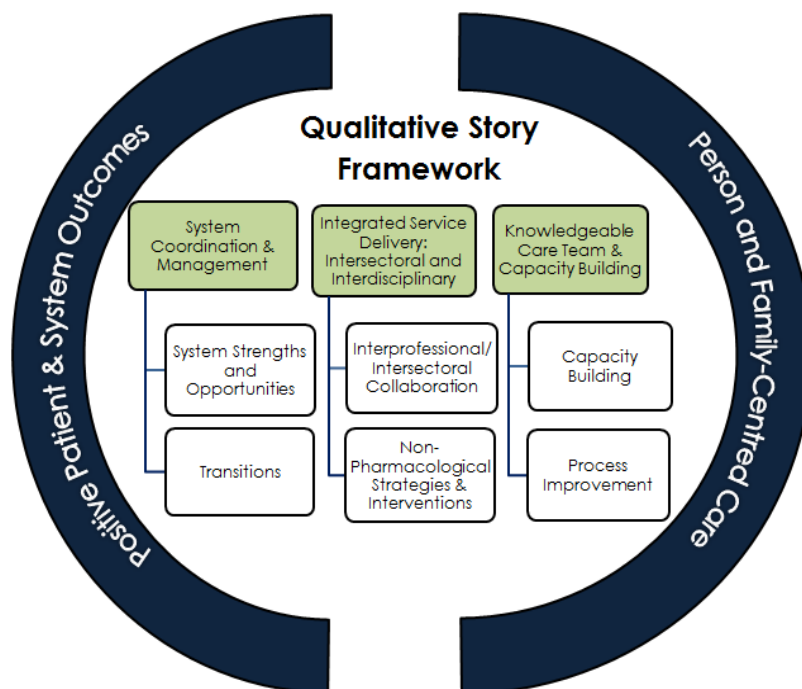 Qualitative Story
Framework
Positive Patient & System Outcomes
Person and Family-Centred Care
System
Coordination &
Management
System Strengths
and
Opportunities
Transitions
Integrated Service
Delivery:
Intersectoral and
Interdisciplinary
Interprofessional/
Intersectoral
Collaboration
Non-
Pharmacological
Strategies &
Interventions
Knowledgeable
Care Team &
Capacity Building
Capacity
Building
Process
Improvement